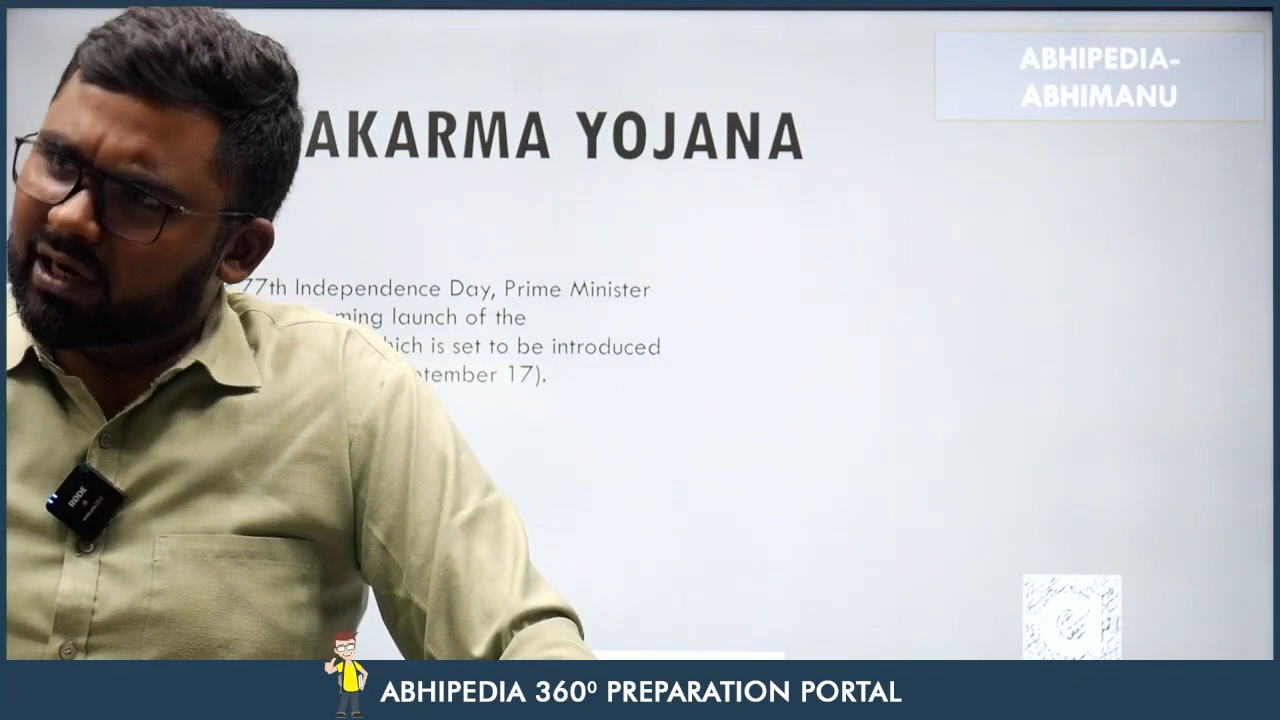 ABHIPEDIA-
ABHIMANU
AKARMA YOJANA
77th Independence Day, Prime Minister
ming launch of the
hich is set to be introduced
tember 17).
RODE
ABHIPEDIA 360⁰ PREPARATION PORTAL